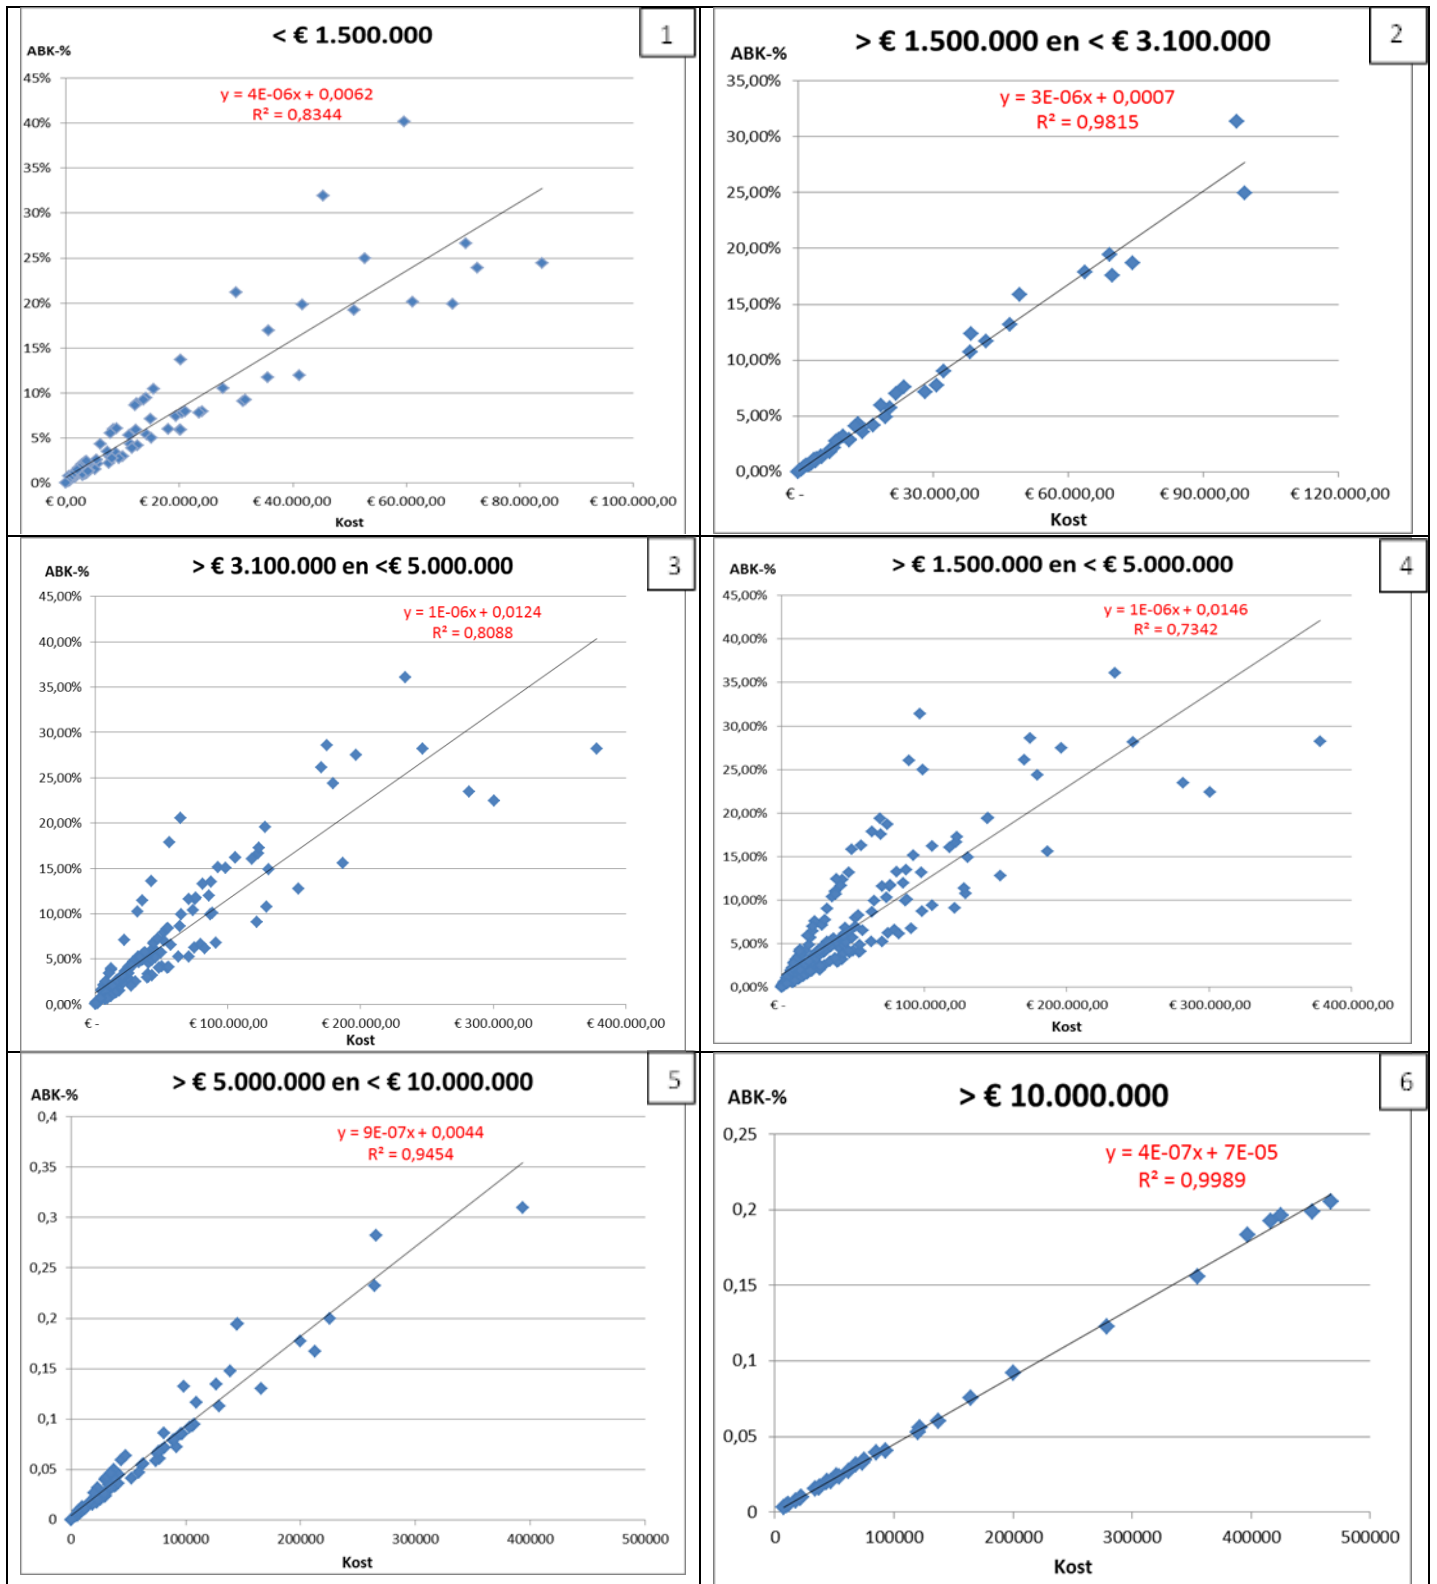 < € 1.500.000
1
ABK-%
45%
y = 4E-06x + 0,0062
R² = 0,8344
40%
35%
30%
25%
20%
15%
10%
5%
0%
€ 0,00 € 20.000,00 € 40.000,00 € 60.000,00 € 80.000,00 € 100.000,00
Kost
> € 1.500.000 en < € 3.100.000
2
ABK-%
35,00%
y = 3E-06x + 0,0007
R² = 0,9815
30,00%
25,00%
20,00%
15,00%
10,00%
5,00%
0,00%
€ - € 30.000,00 € 60.000,00 € 90.000,00 € 120.000,00
Kost
> € 3.100.000 en <€ 5.000.000
3
ABK-%
45,00%
y = 1E-06x + 0,0124
R² = 0,8088
40,00%
35,00%
30,00%
25,00%
20,00%
15,00%
10,00%
5,00%
0,00%
€ - € 100.000,00 € 200.000,00 € 300.000,00 € 400.000,00
Kost
> € 1.500.000 en < € 5.000.000
4
ABK-%
45,00%
y = 1E-06x + 0,0146
R² = 0,7342
40,00%
35,00%
30,00%
25,00%
20,00%
15,00%
10,00%
5,00%
0,00%
€ - € 100.000,00 € 200.000,00 € 300.000,00 € 400.000,00
Kost
> € 5.000.000 en < € 10.000.000
5
ABK-%
0,4
y = 9E-07x + 0,0044
R² = 0,9454
0,35
0,3
0,25
0,2
0,15
0,1
0,05
0
0 100000 200000 300000 400000 500000
Kost
> € 10.000.000
6
ABK-%
0,25
y = 4E-07x + 7E-05
R² = 0,9989
0,2
0,15
0,1
0,05
0
0 100000 200000 300000 400000 500000
Kost